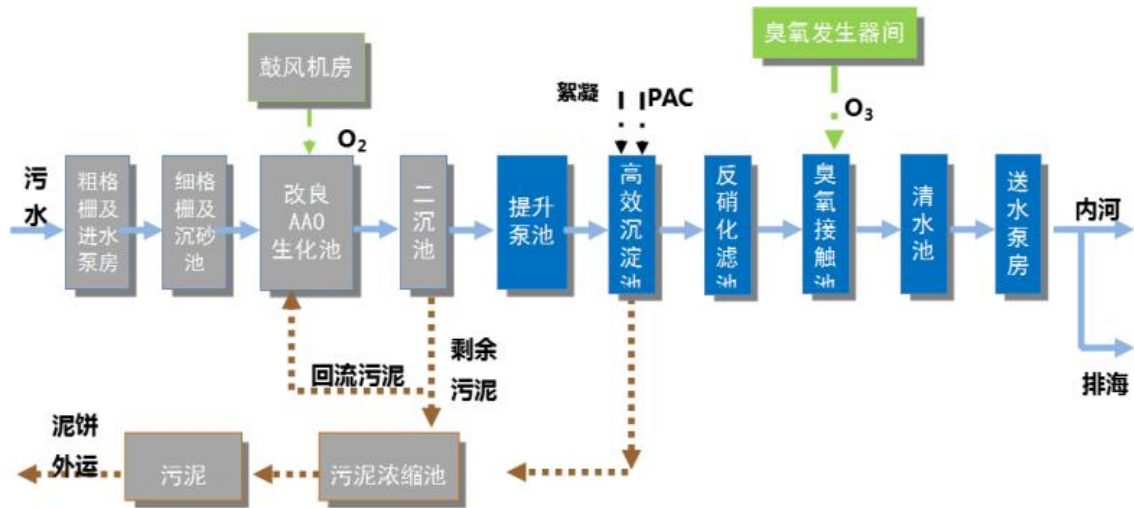 臭氧发生器间
鼓风机房
絮凝
PAC
O₂
O₃
污
水
粗格
栅及
进水
泵房
细格
栅及
沉砂
池
改良
AAO
生化池
二
沉
池
提升
泵池
高
效
沉
淀
池
反
硝
化
滤
池
臭
氧
接
触
池
清
水
池
送
水
泵
房
内河
排海
回流污泥
剩余
污泥
泥饼
外运
污泥
污泥浓缩池